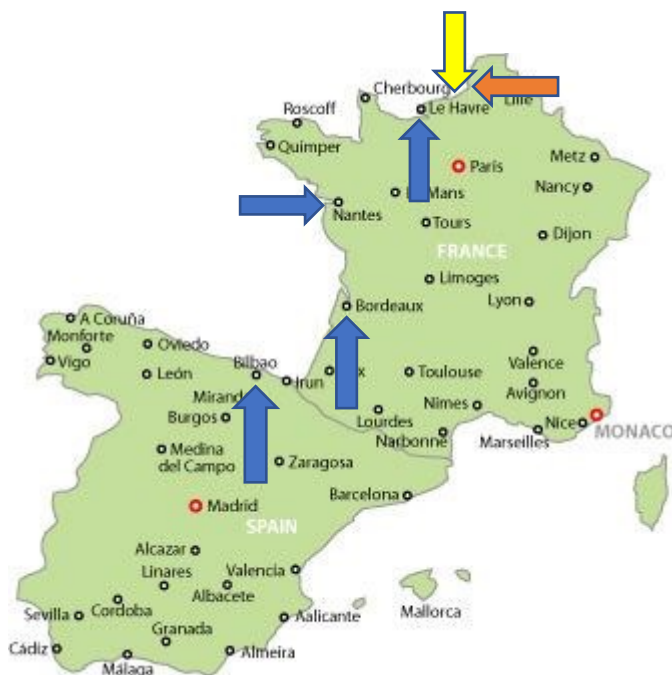 Cherbourg
Lille
Le Havre
Roscoff
Quimper
Paris
Metz
Mans
Nancy
Nantes
Tours
Dijon
FRANCE
Limoges
Lyon
Bordeaux
A Coruña
Monforte
Oviedo
Bilbao
Vigo
León
Irun
Toulouse
Valence
Mirand
Avignon
Burgos
Lourdes
Nimes
Nice
MONACO
Narbonne
Marseilles
Medina
del Campo
Zaragosa
Barcelona
Madrid
SPAIN
Alcazar
Valencia
Linares
Albacete
Mallorca
Sevilla
Cordoba
Aalicante
Granada
Cádiz
Málaga
Almeira